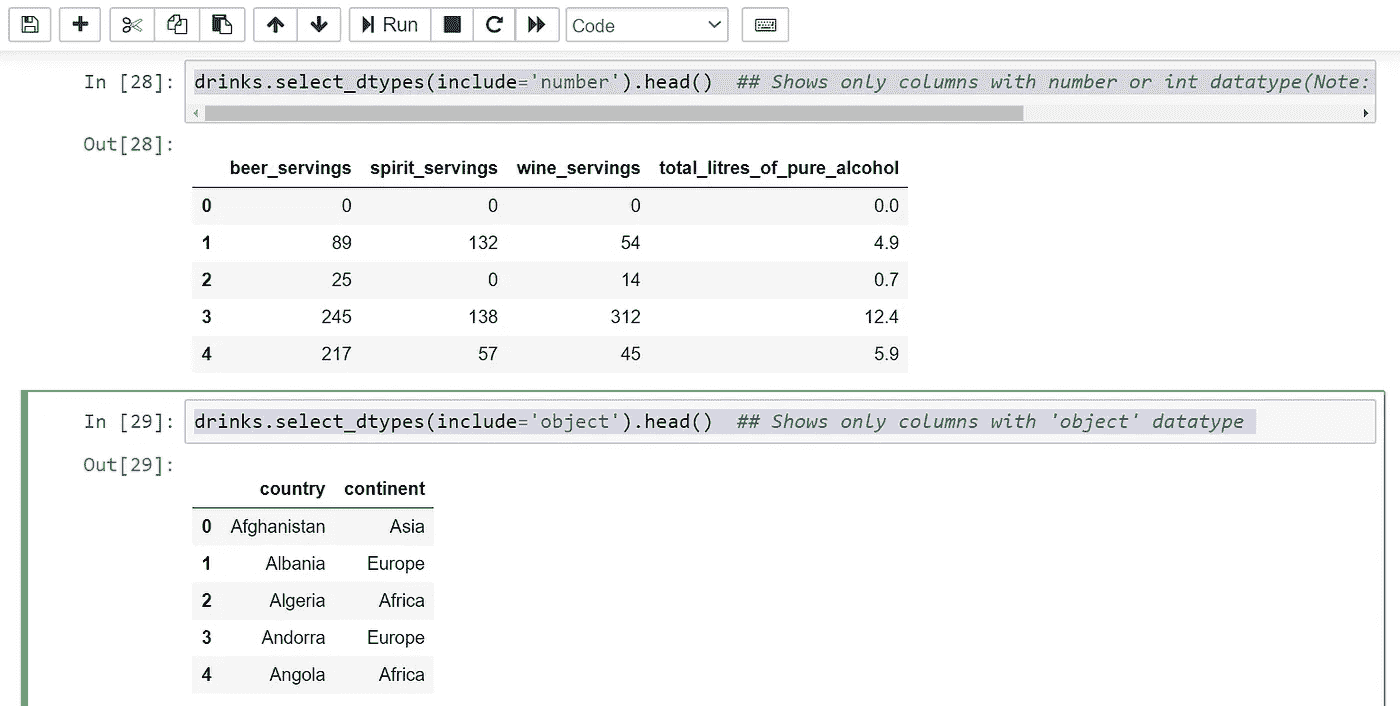 Run Code
In [28]: drinks.select_dtypes(include='number').head()  ## Shows only columns with number or int datatype(Note:
Out[28]:
beer_servings spirit_servings wine_servings total_litres_of_pure_alcohol
0 0 0 0 0.0
1 89 132 54 4.9
2 25 0 14 0.7
3 245 138 312 12.4
4 217 57 45 5.9
In [29]: drinks.select_dtypes(include='object').head()  ## Shows only columns with 'object' datatype
Out[29]:
country continent
0 Afghanistan Asia
1 Albania Europe
2 Algeria Africa
3 Andorra Europe
4 Angola Africa